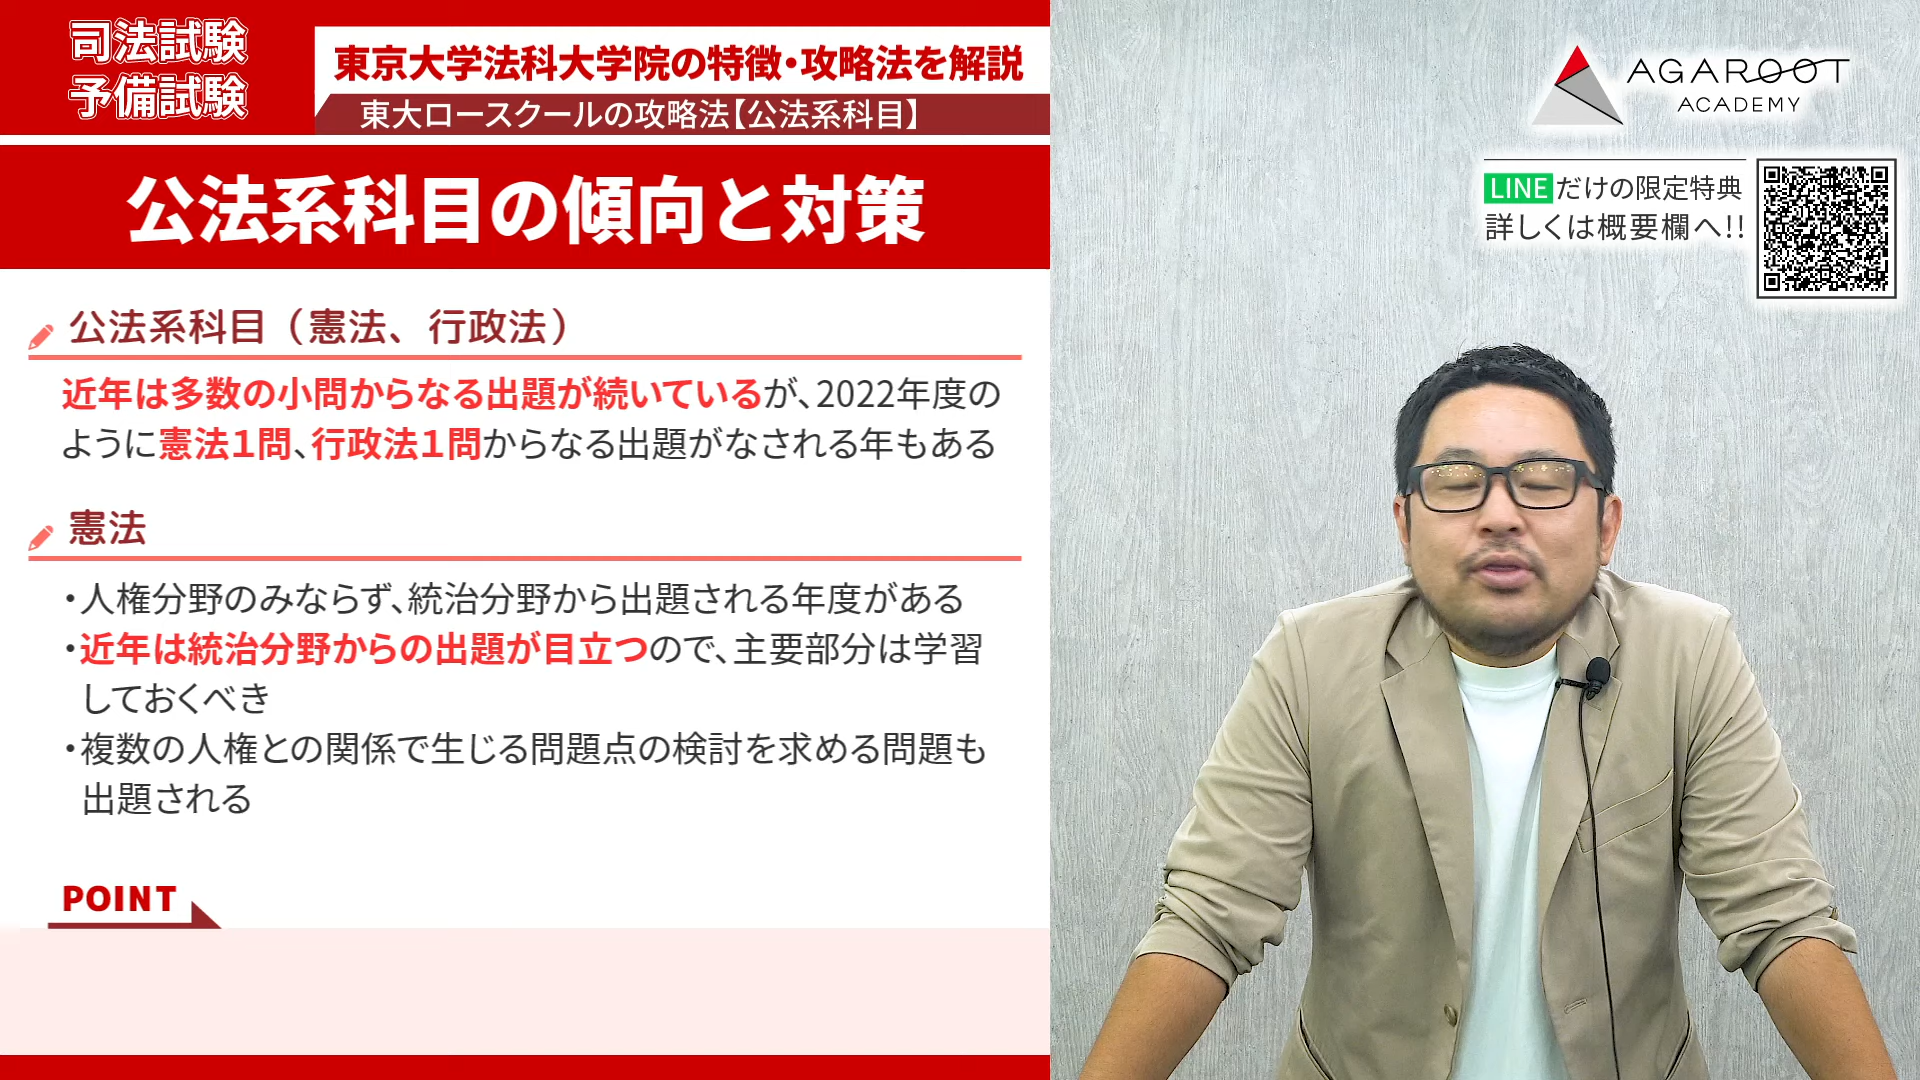 司法試験
予備試験
東京大学法科大学院の特徴・攻略法を解説
東大ロースクールの攻略法【公法系科目】
公法系科目の傾向と対策
公法系科目（憲法、行政法）
近年は多数の小問からなる出題が続いているが、2022年度の
ように憲法１問、行政法１問からなる出題がなされる年もある
憲法
・人権分野のみならず、統治分野から出題される年度がある
・近年は統治分野からの出題が目立つので、主要部分は学習
しておくべき
・複数の人権との関係で生じる問題点の検討を求める問題も
出題される
POINT
AGAROOT
ACADEMY
LINEだけの限定特典
詳しくは概要欄へ!!